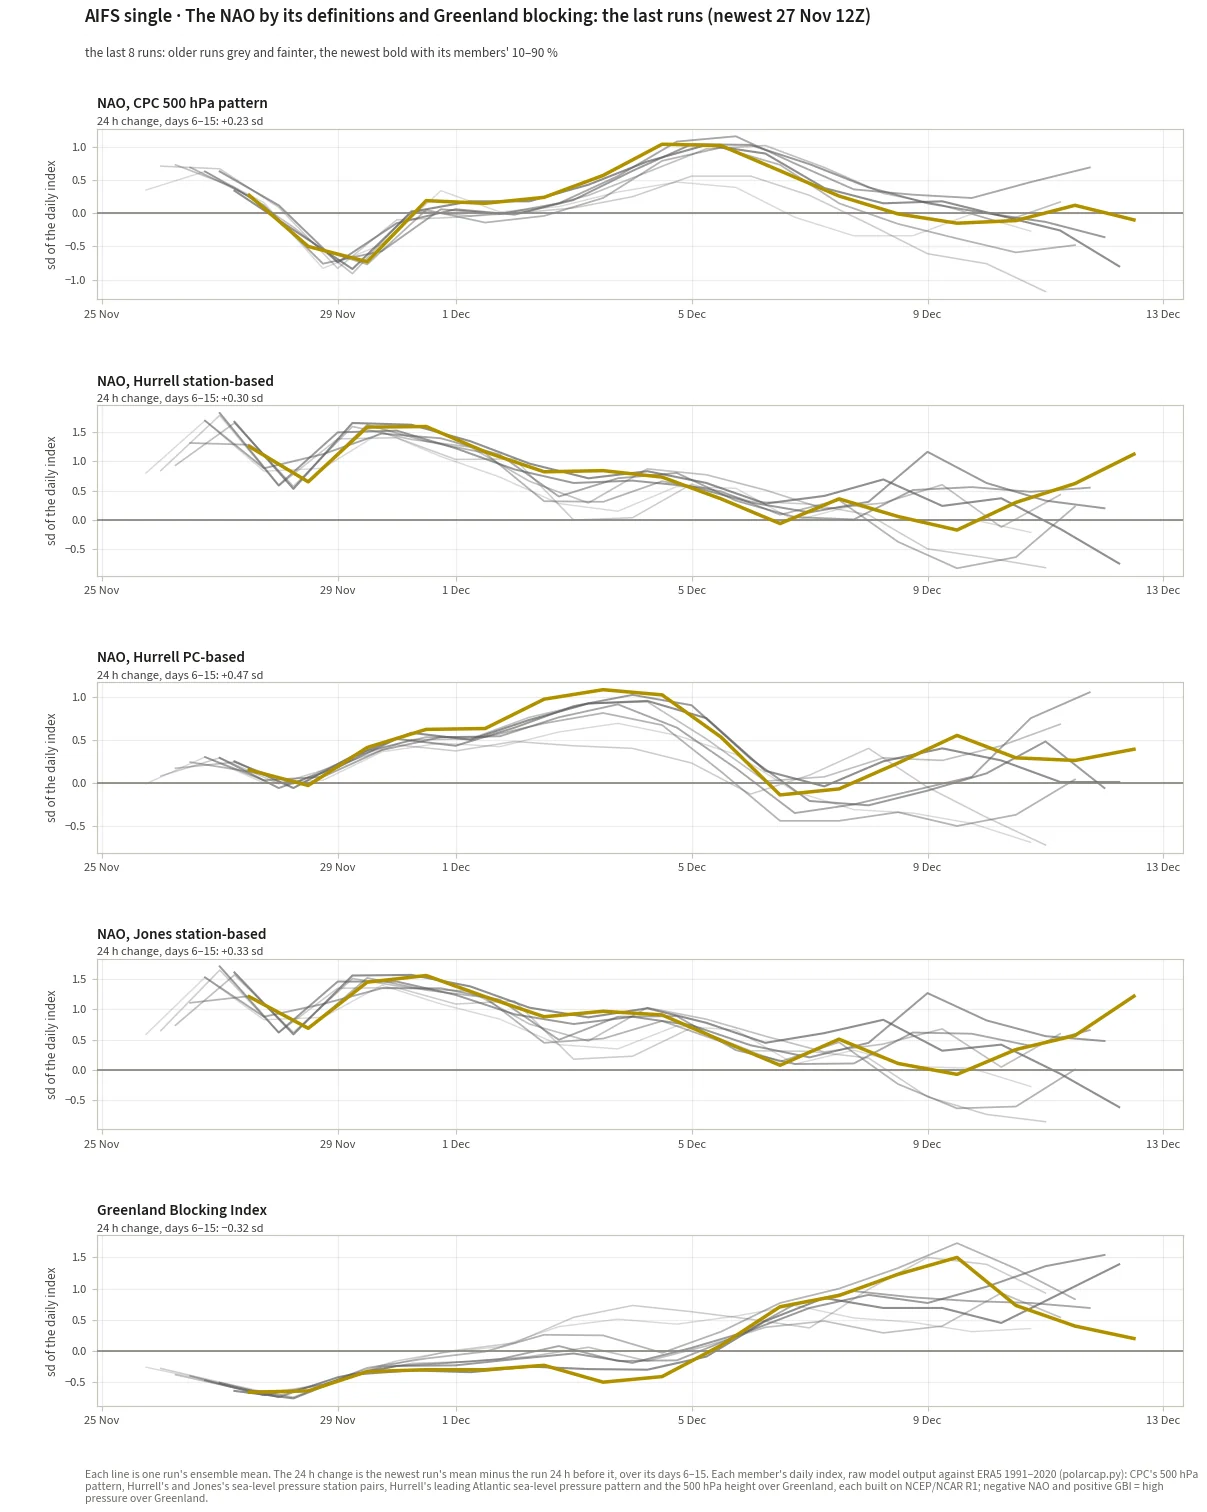 AIFS single · The NAO by its definitions and Greenland blocking: the last runs (newest 27 Nov 12Z)
the last 8 runs: older runs grey and fainter, the newest bold with its members' 10–90 %
NAO, CPC 500 hPa pattern
24 h change, days 6–15: +0.23 sd
sd of the daily index
1.0
0.5
0.0
−0.5
−1.0
25 Nov
29 Nov
1 Dec
5 Dec
9 Dec
13 Dec
NAO, Hurrell station-based
24 h change, days 6–15: +0.30 sd
sd of the daily index
1.5
1.0
0.5
0.0
−0.5
25 Nov
29 Nov
1 Dec
5 Dec
9 Dec
13 Dec
NAO, Hurrell PC-based
24 h change, days 6–15: +0.47 sd
sd of the daily index
1.0
0.5
0.0
−0.5
25 Nov
29 Nov
1 Dec
5 Dec
9 Dec
13 Dec
NAO, Jones station-based
24 h change, days 6–15: +0.33 sd
sd of the daily index
1.5
1.0
0.5
0.0
−0.5
25 Nov
29 Nov
1 Dec
5 Dec
9 Dec
13 Dec
Greenland Blocking Index
24 h change, days 6–15: −0.32 sd
sd of the daily index
1.5
1.0
0.5
0.0
−0.5
25 Nov
29 Nov
1 Dec
5 Dec
9 Dec
13 Dec
Each line is one run's ensemble mean. The 24 h change is the newest run's mean minus the run 24 h before it, over its days 6–15. Each member's daily index, raw model output against ERA5 1991–2020 (polarcap.py): CPC's 500 hPa
pattern, Hurrell's and Jones's sea-level pressure station pairs, Hurrell's leading Atlantic sea-level pressure pattern and the 500 hPa height over Greenland, each built on NCEP/NCAR R1; negative NAO and positive GBI = high
pressure over Greenland.